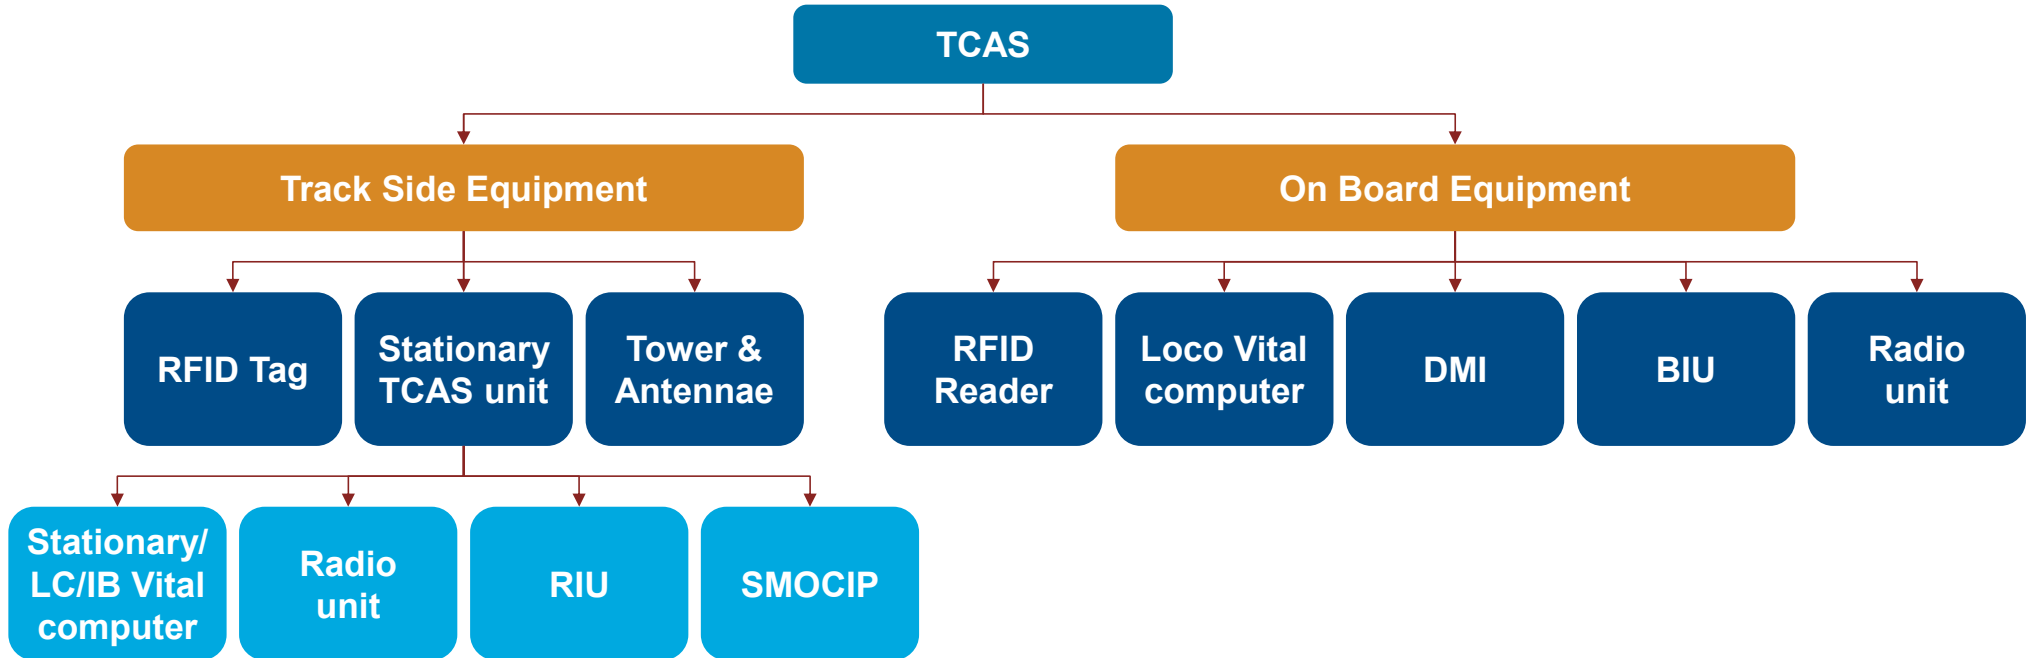 TCAS
Track Side Equipment
On Board Equipment
RFID Tag
Stationary
TCAS unit
Tower &
Antennae
RFID
Reader
Loco Vital
computer
DMI
BIU
Radio
unit
Stationary/
LC/IB Vital
computer
Radio
unit
RIU
SMOCIP